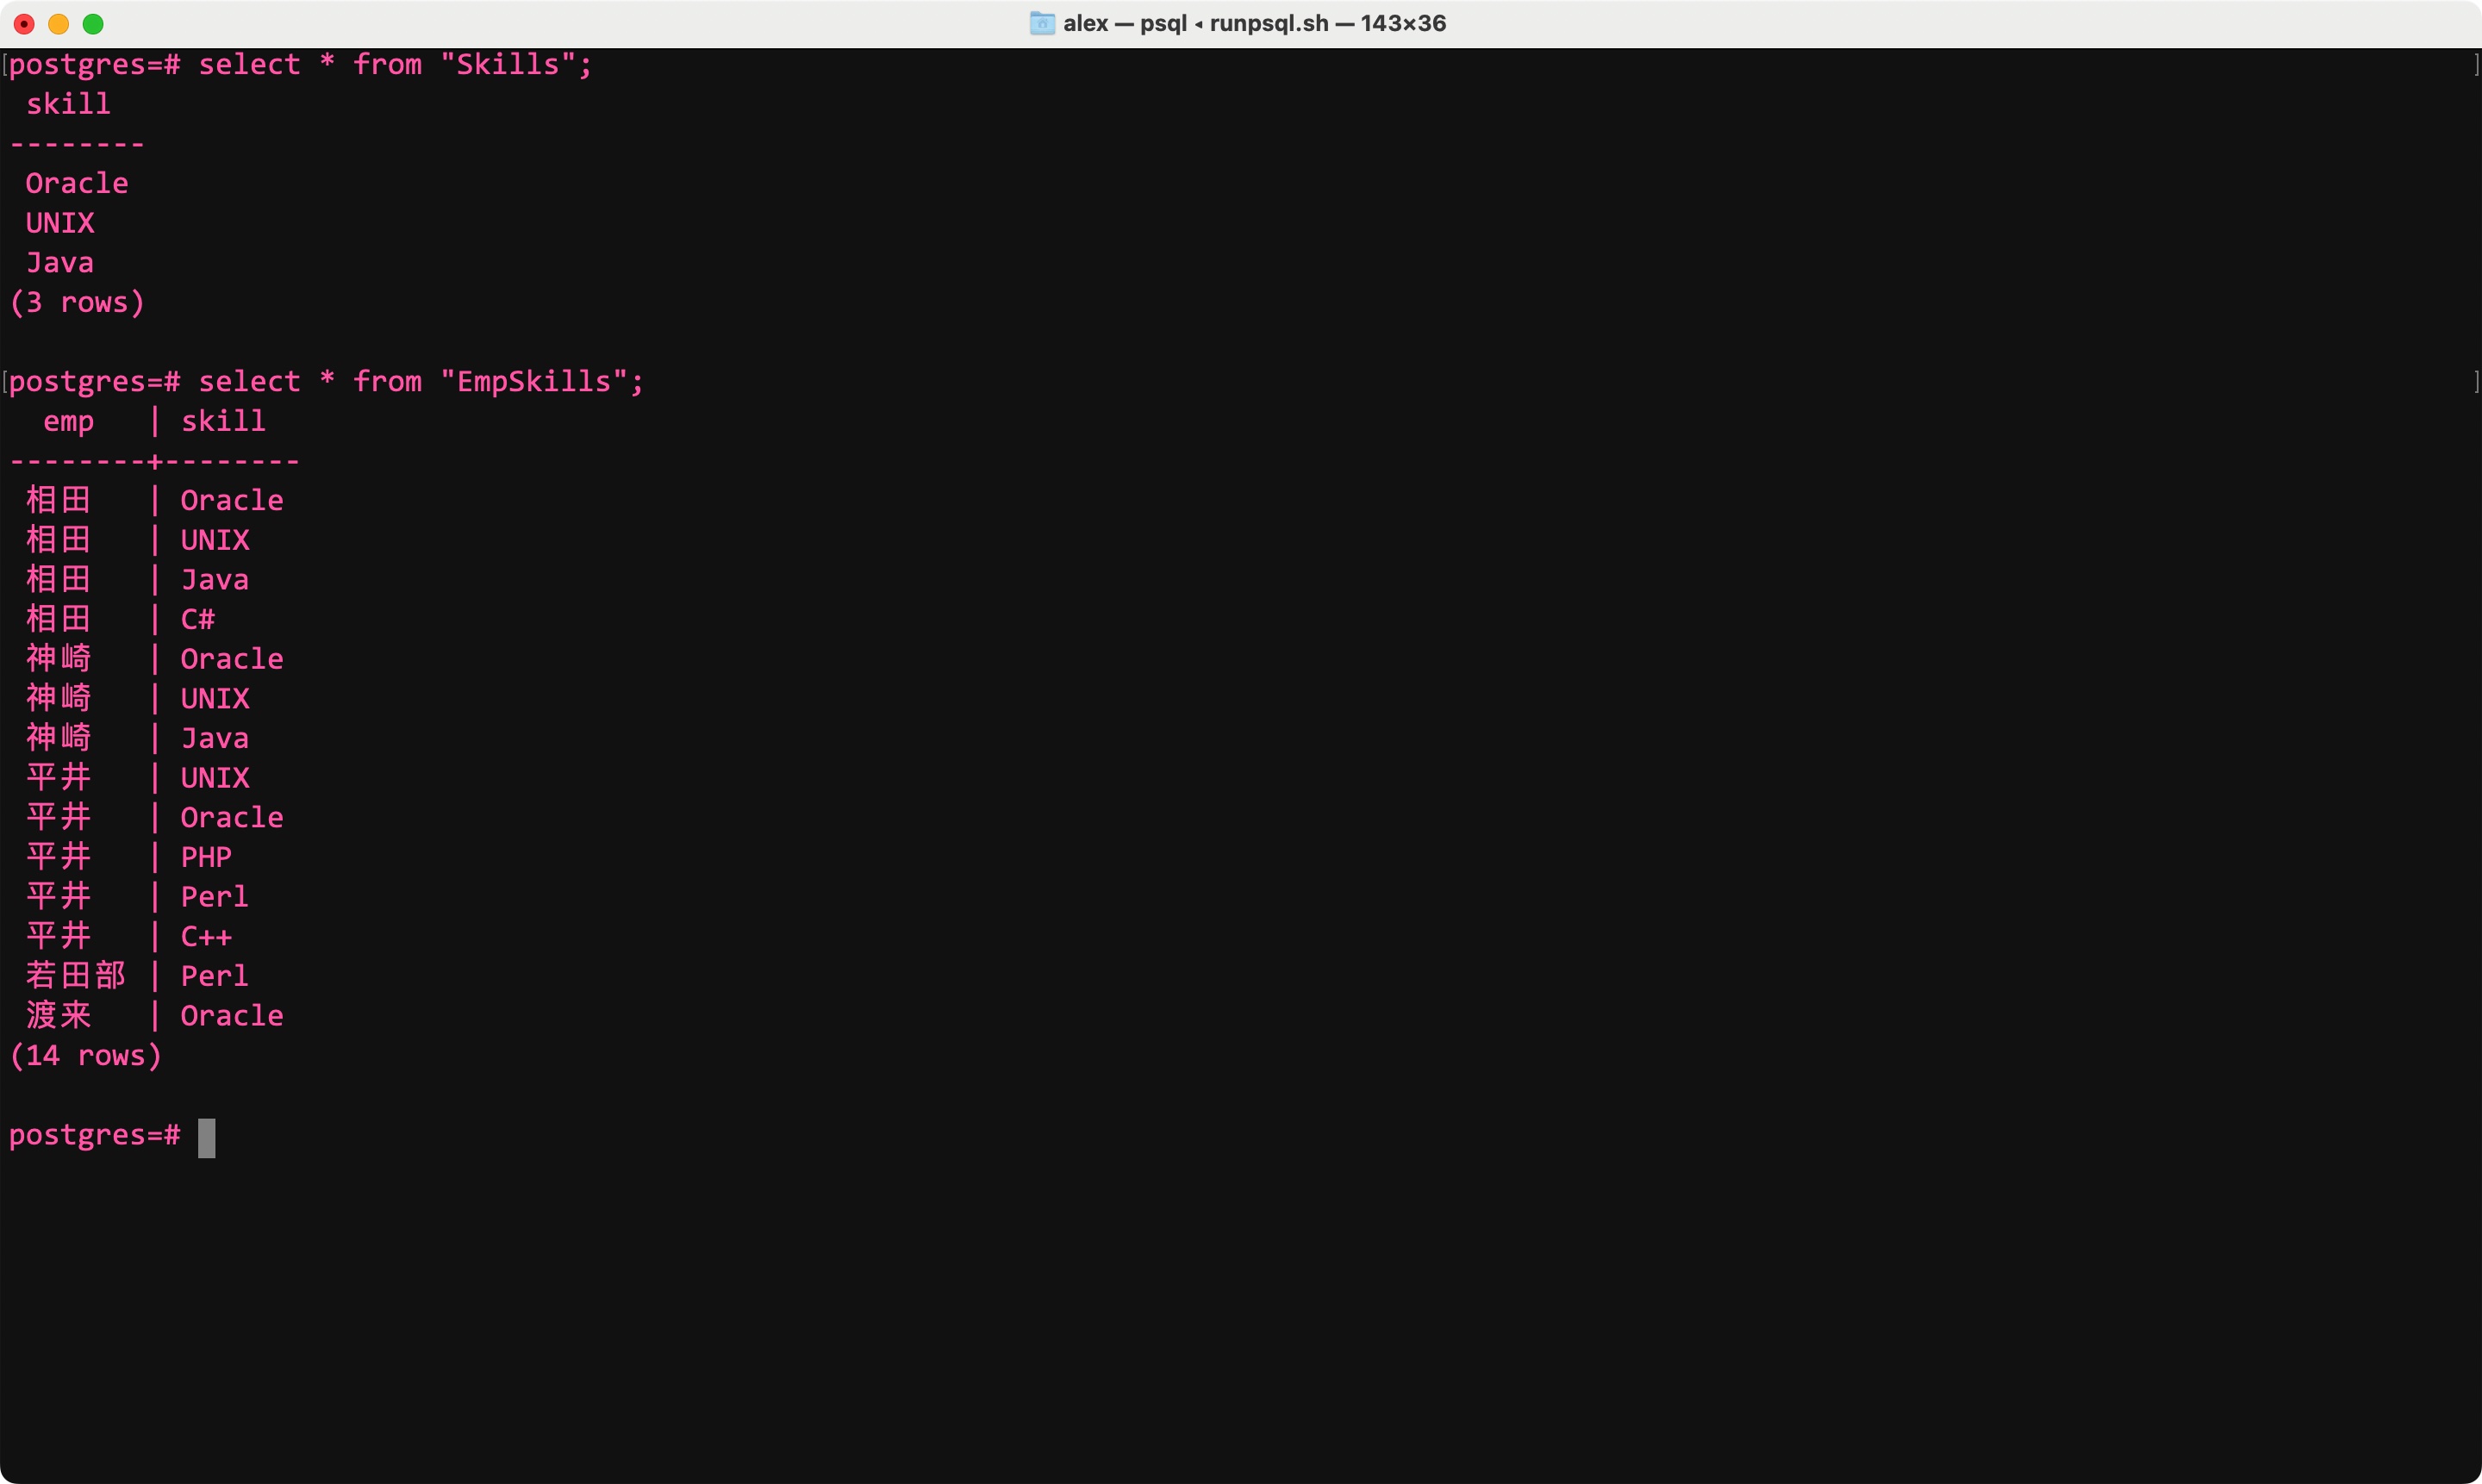 alex — psql ◂ runpsql.sh — 143×36
[postgres=# select * from "Skills"; ]
 skill
--------
 Oracle
 UNIX
 Java
(3 rows)

[postgres=# select * from "EmpSkills"; ]
  emp   | skill
--------+--------
 相田   | Oracle
 相田   | UNIX
 相田   | Java
 相田   | C#
 神崎   | Oracle
 神崎   | UNIX
 神崎   | Java
 平井   | UNIX
 平井   | Oracle
 平井   | PHP
 平井   | Perl
 平井   | C++
 若田部 | Perl
 渡来   | Oracle
(14 rows)

postgres=#